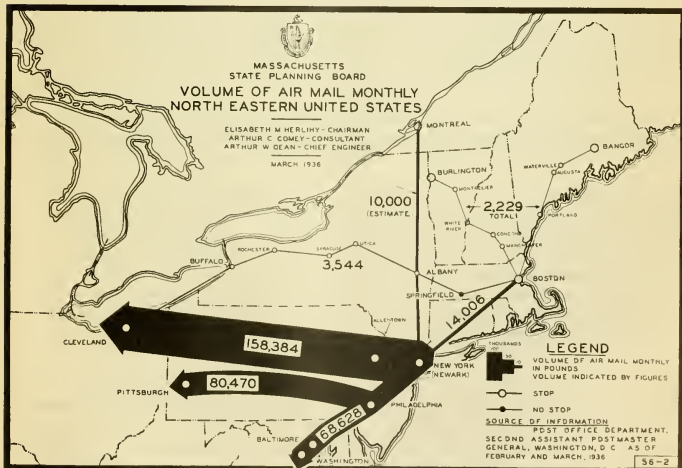 MASSACHUSETTS
STATE PLANNING BOARD
VOLUME OF AIR MAIL MONTHLY
NORTH EASTERN UNITED STATES
ELISABETH M HERLIHY - CHAIRMAN
ARTHUR C COMEY - CONSULTANT
ARTHUR W DEAN - CHIEF ENGINEER
MARCH 1936
MONTREAL
BANGOR
WATERVILLE
AUGUSTA
BURLINGTON
MONTPELIER
10,000
(ESTIMATE
2,229
TOTAL)
PORTLAND
WHITE
RIVER
CONCORD
MANCHESTER
ROCHESTER
SYRACUSE
UTICA
3,544
BUFFALO
ALBANY
BOSTON
SPRINGFIELD
14,006
ALLENTOWN
CLEVELAND
158,384
NEW YORK
(NEWARK)
80,470
PITTSBURGH
PHILADELPHIA
68,628
BALTIMORE
WASHINGTON
LEGEND
THOUSANDS
100
50
10
VOLUME OF AIR MAIL MONTHLY
IN POUNDS
VOLUME INDICATED BY FIGURES
STOP
NO STOP
SOURCE OF INFORMATION
POST OFFICE DEPARTMENT,
SECOND ASSISTANT POSTMASTER
GENERAL, WASHINGTON, D C AS OF
FEBRUARY AND MARCH, 1936
56-2